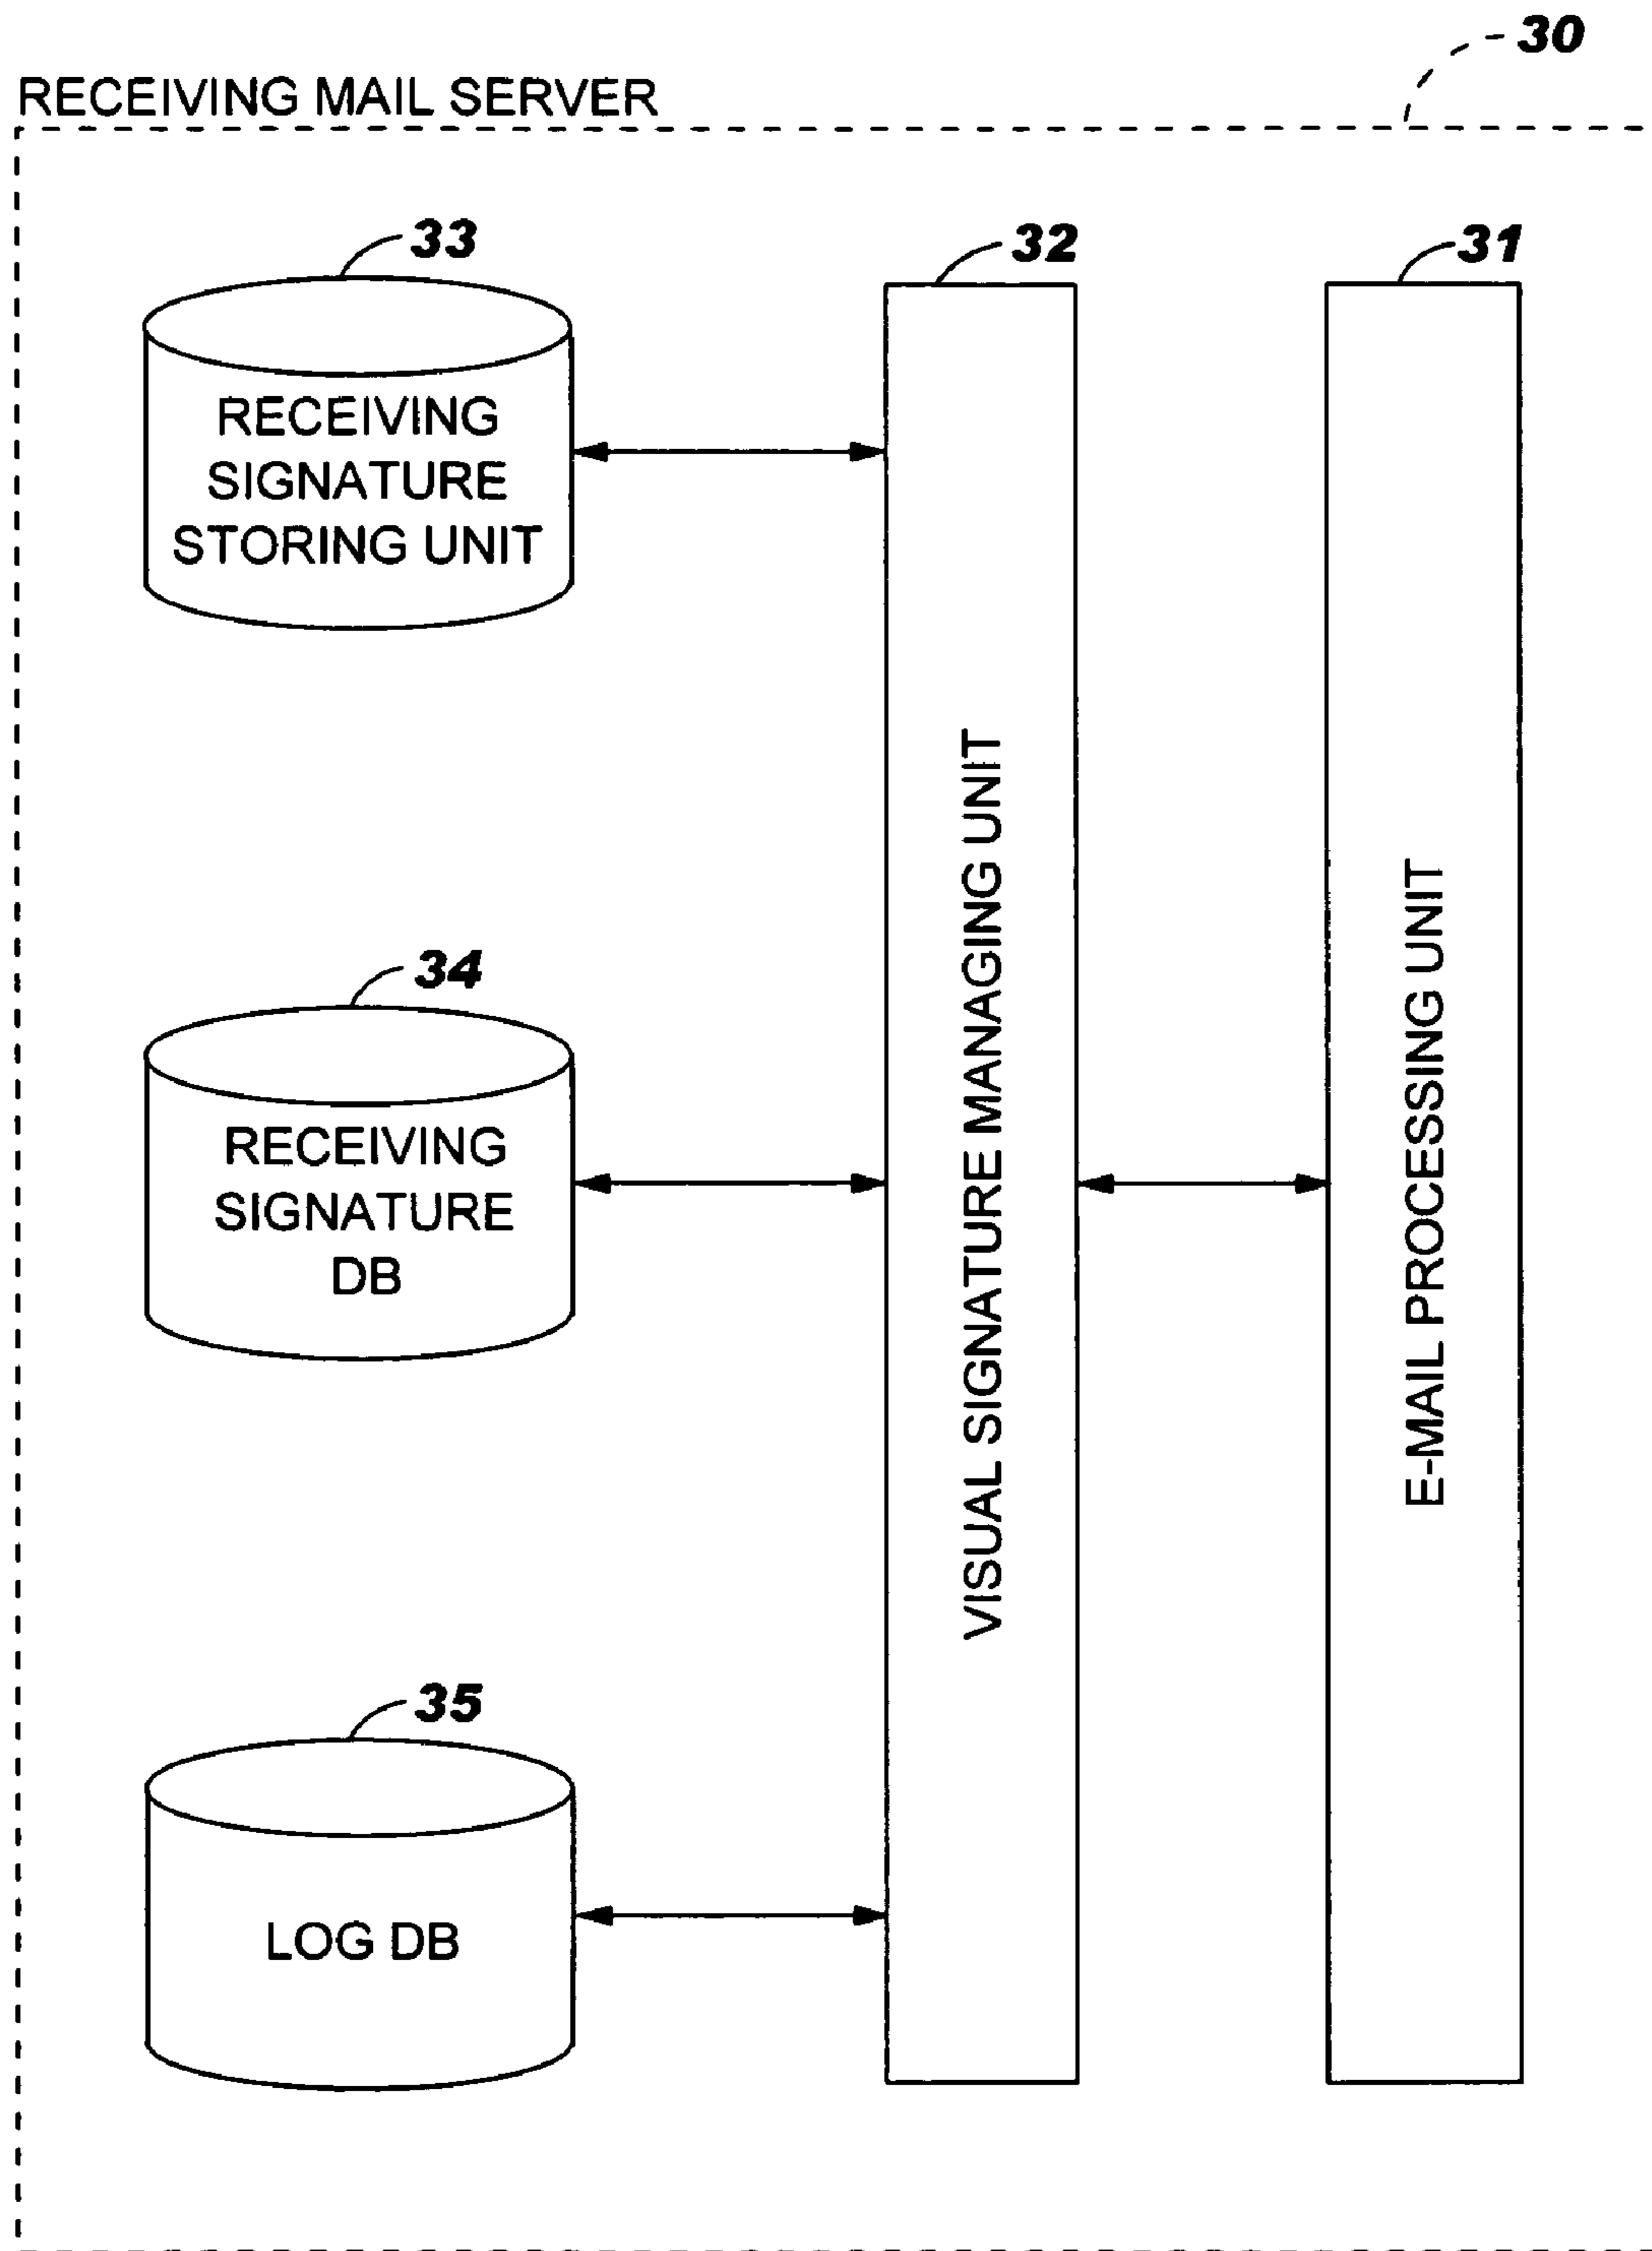 30
RECEIVING MAIL SERVER
33
32
31
RECEIVING
SIGNATURE
STORING UNIT
VISUAL SIGNATURE MANAGING UNIT
E-MAIL PROCESSING UNIT
34
RECEIVING
SIGNATURE
DB
35
LOG DB